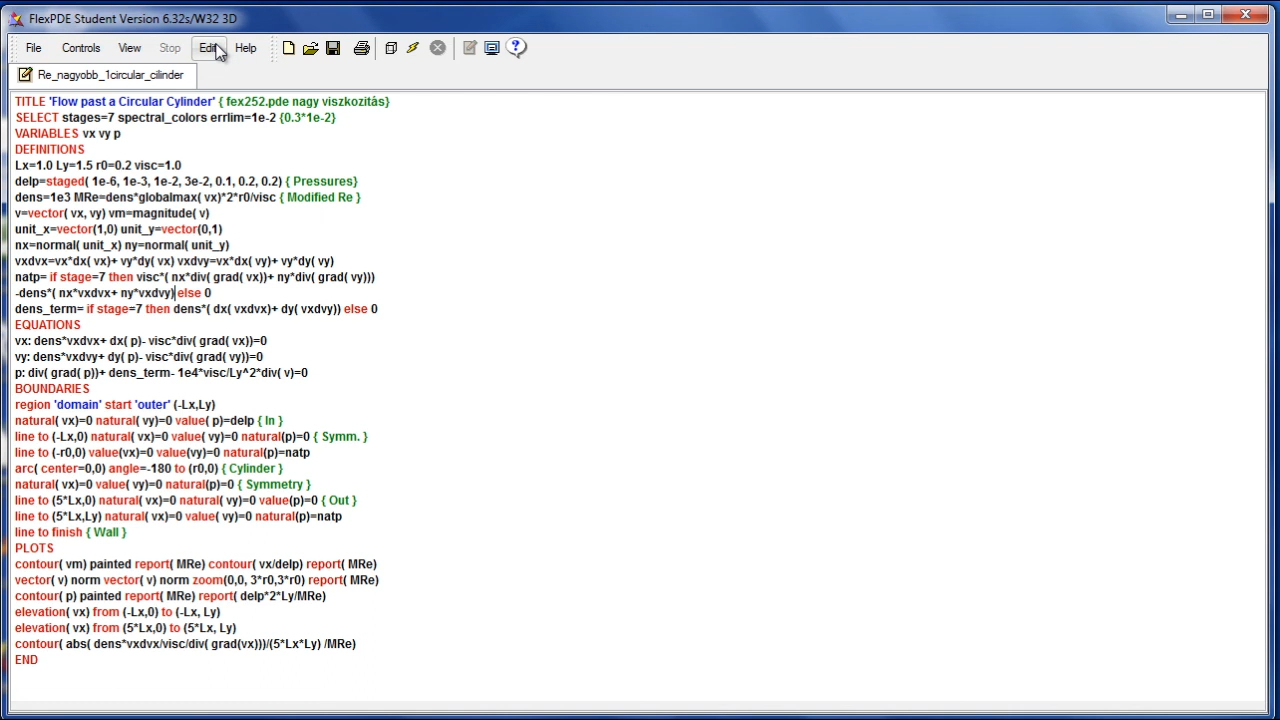 FlexPDE Student Version 6.32s/W32 3D
File Controls View Stop Edit Help
Re_nagyobb_1circular_cilinder
TITLE 'Flow past a Circular Cylinder' { fex252.pde nagy viszkozitás}
SELECT stages=7 spectral_colors errlim=1e-2 {0.3*1e-2}
VARIABLES vx vy p
DEFINITIONS
Lx=1.0 Ly=1.5 r0=0.2 visc=1.0
delp=staged( 1e-6, 1e-3, 1e-2, 3e-2, 0.1, 0.2, 0.2) { Pressures}
dens=1e3 MRe=dens*globalmax( vx)*2*r0/visc { Modified Re }
v=vector( vx, vy) vm=magnitude( v)
unit_x=vector(1,0) unit_y=vector(0,1)
nx=normal( unit_x) ny=normal( unit_y)
vxdvx=vx*dx( vx)+ vy*dy( vx) vxdvy=vx*dx( vy)+ vy*dy( vy)
natp= if stage=7 then visc*( nx*div( grad( vx))+ ny*div( grad( vy)))
-dens*( nx*vxdvx+ ny*vxdvy) else 0
dens_term= if stage=7 then dens*( dx( vxdvx)+ dy( vxdvy)) else 0
EQUATIONS
vx: dens*vxdvx+ dx( p)- visc*div( grad( vx))=0
vy: dens*vxdvy+ dy( p)- visc*div( grad( vy))=0
p: div( grad( p))+ dens_term- 1e4*visc/Ly^2*div( v)=0
BOUNDARIES
region 'domain' start 'outer' (-Lx,Ly)
natural( vx)=0 natural( vy)=0 value( p)=delp { In }
line to (-Lx,0) natural( vx)=0 value( vy)=0 natural(p)=0 { Symm. }
line to (-r0,0) value(vx)=0 value(vy)=0 natural(p)=natp
arc( center=0,0) angle=-180 to (r0,0) { Cylinder }
natural( vx)=0 value( vy)=0 natural(p)=0 { Symmetry }
line to (5*Lx,0) natural( vx)=0 natural( vy)=0 value(p)=0 { Out }
line to (5*Lx,Ly) natural( vx)=0 value( vy)=0 natural(p)=natp
line to finish { Wall }
PLOTS
contour( vm) painted report( MRe) contour( vx/delp) report( MRe)
vector( v) norm vector( v) norm zoom(0,0, 3*r0,3*r0) report( MRe)
contour( p) painted report( MRe) report( delp*2*Ly/MRe)
elevation( vx) from (-Lx,0) to (-Lx, Ly)
elevation( vx) from (5*Lx,0) to (5*Lx, Ly)
contour( abs( dens*vxdvx/visc/div( grad(vx)))/(5*Lx*Ly) /MRe)
END